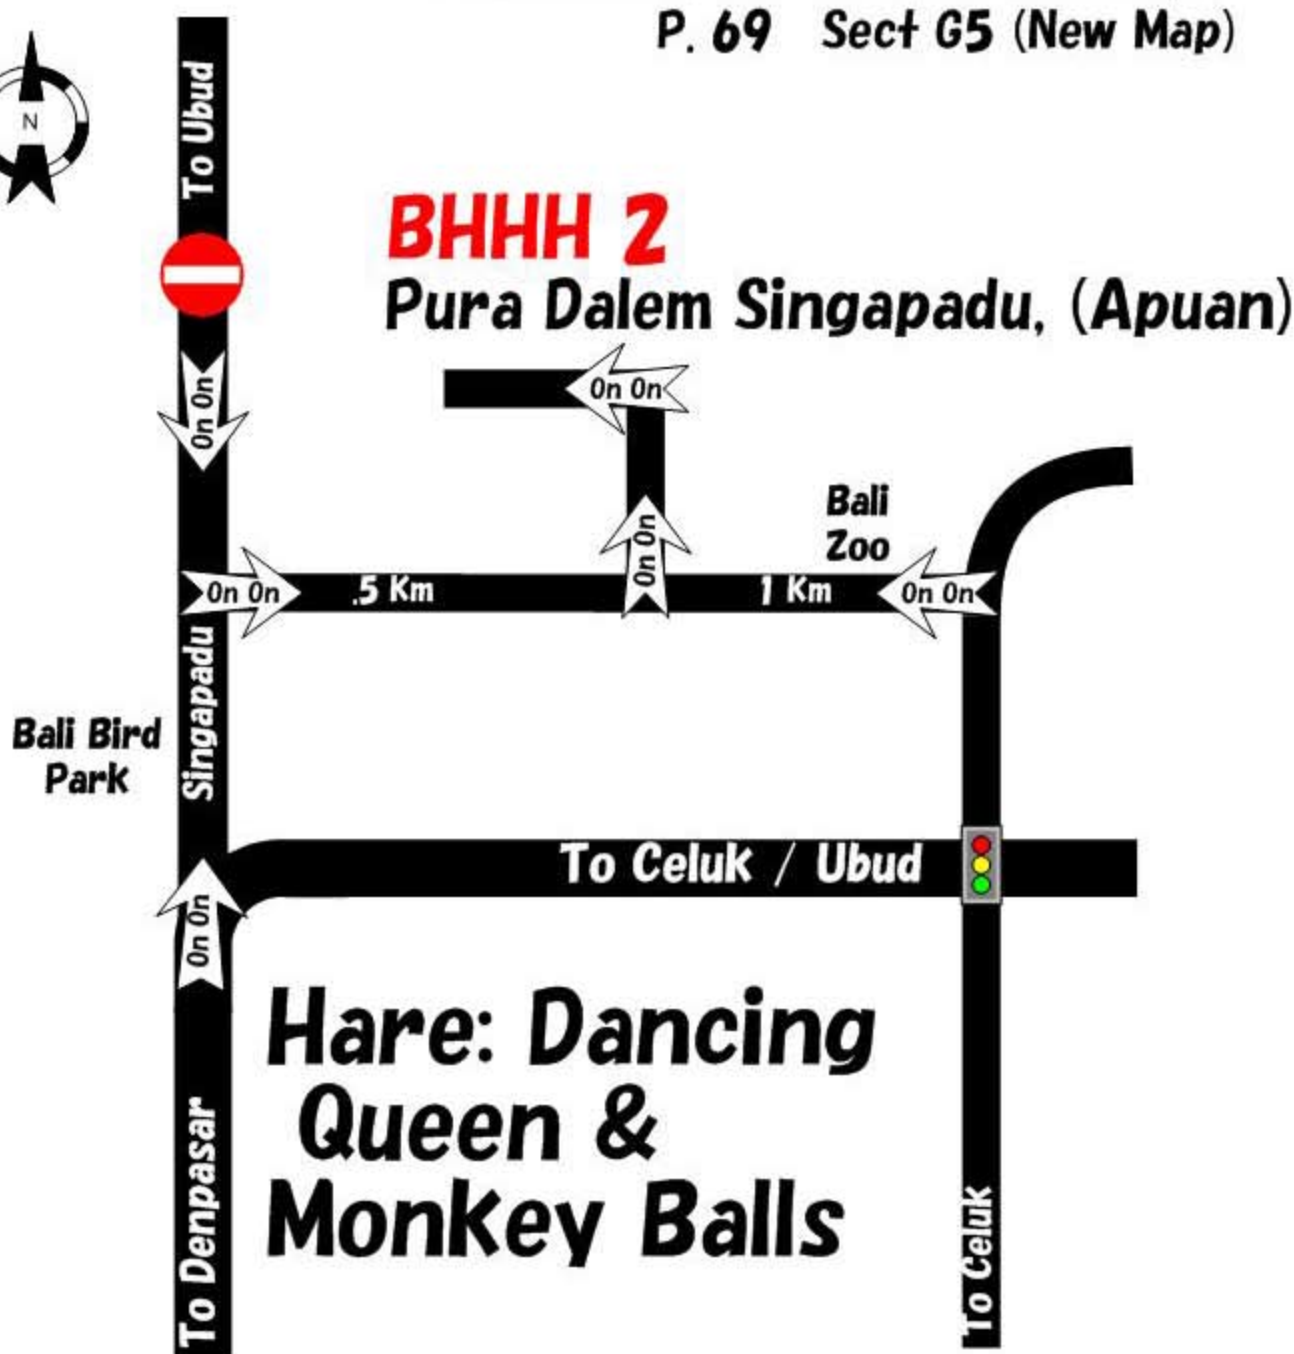 P. 69 Sect G5 (New Map)
N
To Ubud
BHHH 2
Pura Dalem Singapadu, (Apuan)
On On
On On
Bali
Zoo
On On
On On
.5 Km
1 Km
On On
Singapadu
Bali Bird
Park
To Celuk / Ubud
On On
Hare: Dancing
Queen &
Monkey Balls
To Denpasar
To Celuk